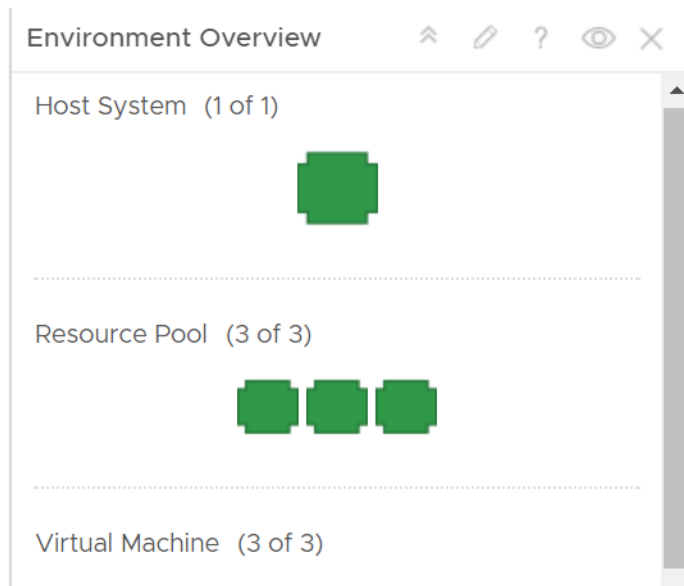 Environment Overview ?
Host System (1 of 1)
Resource Pool (3 of 3)
Virtual Machine (3 of 3)